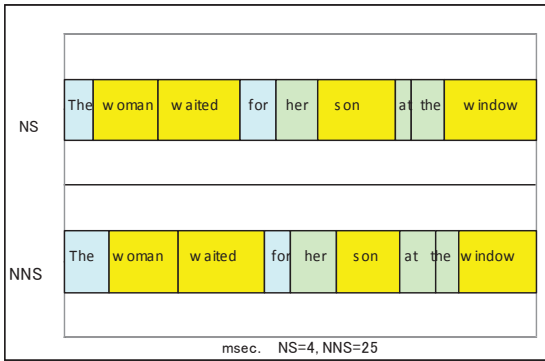 The woman waited for her son at the window
NS
The woman waited for her son at the window
NNS
msec. NS=4, NNS=25